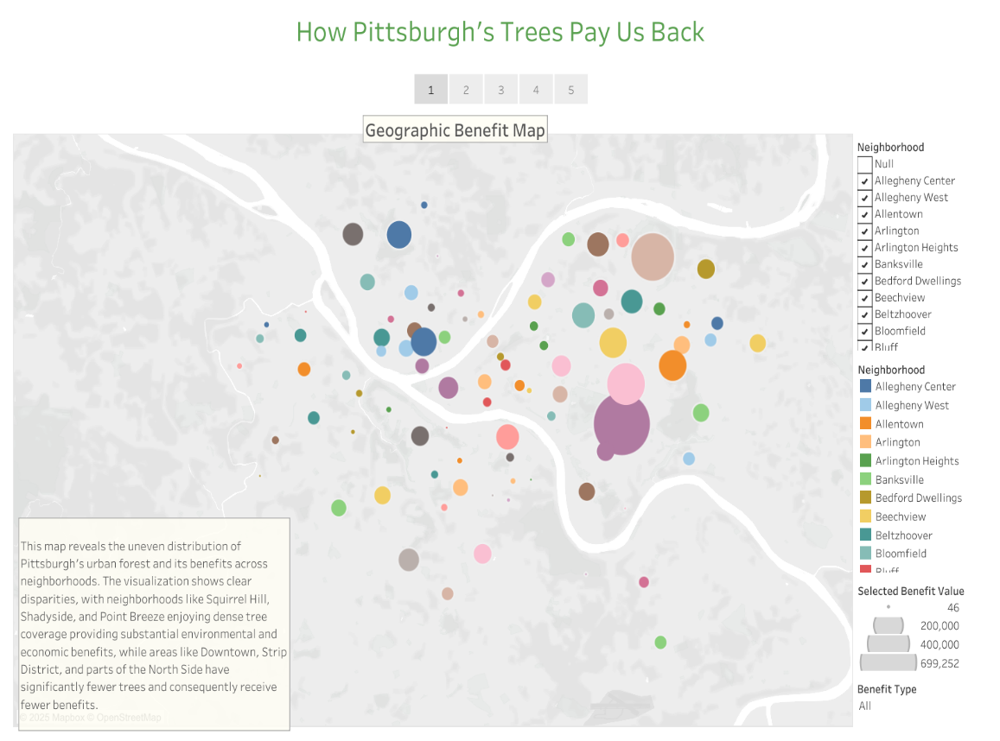 How Pittsburgh's Trees Pay Us Back
1
2
3
4
5
Geographic Benefit Map
Neighborhood
Null
Allegheny Center
Allegheny West
Allentown
Arlington
Arlington Heights
Banksville
Bedford Dwellings
Beechview
Beltzhoover
Bloomfield
Bluff
Neighborhood
Allegheny Center
Allegheny West
Allentown
Arlington
Arlington Heights
Banksville
Bedford Dwellings
Beechview
Beltzhoover
Bloomfield
Bluff
Selected Benefit Value
46
200,000
400,000
699,252
Benefit Type
All
This map reveals the uneven distribution of
Pittsburgh's urban forest and its benefits across
neighborhoods. The visualization shows clear
disparities, with neighborhoods like Squirrel Hill,
Shadyside, and Point Breeze enjoying dense tree
coverage providing substantial environmental and
economic benefits, while areas like Downtown, Strip
District, and parts of the North Side have
significantly fewer trees and consequently receive
fewer benefits.
© 2025 Mapbox © OpenStreetMap